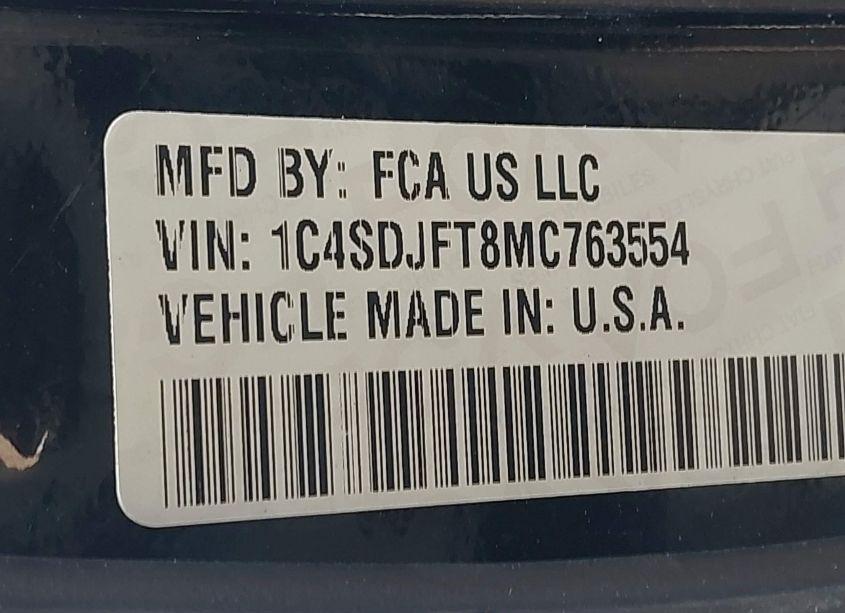 MFD BY: FCA US LLC
VIN: 1C4SDJFT8MC763554
VEHICLE MADE IN: U.S.A.